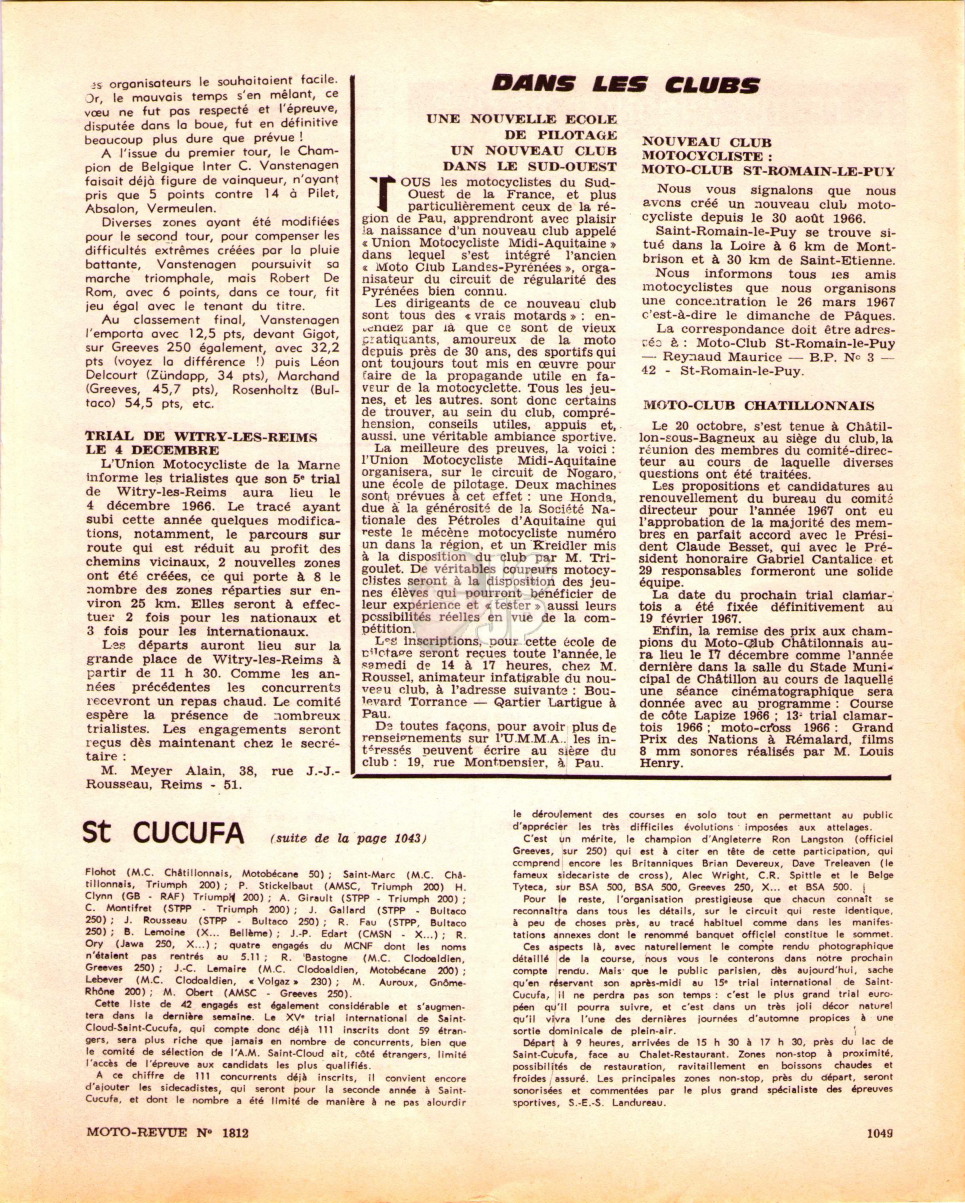 es organisateurs le souhaitaient facile.
Or, le mauvais temps s'en mêlant, ce
vœu ne fut pas respecté et l'épreuve,
disputée dans la boue, fut en définitive
beaucoup plus dure que prévue !
A l'issue du premier tour, le Cham-
pion de Belgique Inter C. Vanstenagen
faisait déjà figure de vainqueur, n'ayant
pris que 5 points contre 14 à Pilet,
Absalon, Vermeulen.
Diverses zones ayant été modifiées
pour le second tour, pour compenser les
difficultés extrêmes créées par la pluie
battante, Vanstenagen poursuivit sa
marche triomphale, mais Robert De
Rom, avec 6 points, dans ce tour, fit
jeu égal avec le tenant du titre.
Au classement final, Vanstenagen
l'emporta avec 12,5 pts, devant Gigot,
sur Greeves 250 également, avec 32,2
pts (voyez la différence !) puis Léon
Delcourt (Zündapp, 34 pts), Marchand
(Greeves, 45,7 pts), Rosenholtz (Bul-
taco) 54,5 pts, etc.
TRIAL DE WITRY-LES-REIMS
LE 4 DECEMBRE
L'Union Motocycliste de la Marne
informe les trialistes que son 5e trial
de Witry-les-Reims aura lieu le
4 décembre 1966. Le tracé ayant
subi cette année quelques modifica-
tions, notamment, le parcours sur
route qui est réduit au profit des
chemins vicinaux, 2 nouvelles zones
ont été créées, ce qui porte à 8 le
nombre des zones réparties sur en-
viron 25 km. Elles seront à effec-
tuer 2 fois pour les nationaux et
3 fois pour les internationaux.
Les départs auront lieu sur la
grande place de Witry-les-Reims à
partir de 11 h 30. Comme les an-
nées précédentes les concurrents
recevront un repas chaud. Le comité
espère la présence de nombreux
trialistes. Les engagements seront
reçus dès maintenant chez le secré-
taire :
M. Meyer Alain, 38, rue J.-J.-
Rousseau, Reims - 51.
DANS LES CLUBS
UNE NOUVELLE ECOLE
DE PILOTAGE
UN NOUVEAU CLUB
DANS LE SUD-OUEST
TOUS les motocyclistes du Sud-
Ouest de la France, et plus
particulièrement ceux de la ré-
gion de Pau, apprendront avec plaisir
la naissance d'un nouveau club appelé
« Union Motocycliste Midi-Aquitaine »
dans lequel s'est intégré l'ancien
« Moto Club Landes-Pyrénées », orga-
nisateur du circuit de régularité des
Pyrénées bien connu.
Les dirigeants de ce nouveau club
sont tous des « vrais motards » : en-
tendez par là que ce sont de vieux
pratiquants, amoureux de la moto
depuis près de 30 ans, des sportifs qui
ont toujours tout mis en œuvre pour
faire de la propagande utile en fa-
veur de la motocyclette. Tous les jeu-
nes, et les autres. sont donc certains
de trouver, au sein du club, compré-
hension, conseils utiles, appuis et,
aussi, une véritable ambiance sportive.
La meilleure des preuves, la voici :
l'Union Motocycliste Midi-Aquitaine
organisera, sur le circuit de Nogaro,
une école de pilotage. Deux machines
sont prévues à cet effet : une Honda,
due à la générosité de la Société Na-
tionale des Pétroles d'Aquitaine qui
reste le mécène motocycliste numéro
un dans la région, et un Kreidler mis
à la disposition du club par M. Tri-
goulet. De véritables coureurs motocy-
clistes seront à la disposition des jeu-
nes élèves qui pourront bénéficier de
leur expérience et « tester » aussi leurs
possibilités réelles en vue de la com-
pétition.
Les inscriptions, pour cette école de
pilotage seront reçues toute l'année, le
samedi de 14 à 17 heures, chez M.
Roussel, animateur infatigable du nou-
veau club, à l'adresse suivante : Bou-
levard Torrance — Qartier Lartigue à
Pau.
De toutes façons, pour avoir plus de
renseignements sur l'U.M.M.A.. les in-
téressés peuvent écrire au siège du
club : 19, rue Montpensier, à Pau.
NOUVEAU CLUB
MOTOCYCLISTE :
MOTO-CLUB ST-ROMAIN-LE-PUY
Nous vous signalons que nous
avons créé un nouveau club moto-
cycliste depuis le 30 août 1966.
Saint-Romain-le-Puy se trouve si-
tué dans la Loire à 6 km de Mont-
brison et à 30 km de Saint-Etienne.
Nous informons tous les amis
motocyclistes que nous organisons
une concentration le 26 mars 1967
c'est-à-dire le dimanche de Pâques.
La correspondance doit être adres-
sée à : Moto-Club St-Romain-le-Puy
— Reynaud Maurice — B.P. N° 3 —
42 - St-Romain-le-Puy.
MOTO-CLUB CHATILLONNAIS
Le 20 octobre, s'est tenue à Châtil-
lon-sous-Bagneux au siège du club, la
réunion des membres du comité-direc-
teur au cours de laquelle diverses
questions ont été traitées.
Les propositions et candidatures au
renouvellement du bureau du comité
directeur pour l'année 1967 ont eu
l'approbation de la majorité des mem-
bres en parfait accord avec le Prési-
dent Claude Besset, qui avec le Pré-
sident honoraire Gabriel Cantalice et
29 responsables formeront une solide
équipe.
La date du prochain trial clamar-
tois a été fixée définitivement au
19 février 1967.
Enfin, la remise des prix aux cham-
pions du Moto-Club Châtilonnais au-
ra lieu le 17 décembre comme l'année
dernière dans la salle du Stade Muni-
cipal de Châtillon au cours de laquelle
une séance cinématographique sera
donnée avec au programme : Course
de côte Lapize 1966 ; 13e trial clamar-
tois 1966 ; moto-cross 1966 : Grand
Prix des Nations à Rémalard, films
8 mm sonores réalisés par M. Louis
Henry.
St CUCUFA (suite de la page 1043)
Flohot (M.C. Châtillonnais, Motobécane 50) ; Saint-Marc (M.C. Châ-
tillonnais, Triumph 200) ; P. Stickelbaut (AMSC, Triumph 200) H.
Clynn (GB - RAF) Triumph 200) ; A. Girault (STPP - Triumph 200) ;
C. Montifret (STPP - Triumph 200) ; J. Gallard (STPP - Bultaco
250) ; J. Rousseau (STPP - Bultaco 250) ; R. Fau (STPP, Bultaco
250) ; B. Lemoine (X... Bellême) ; J.-P. Edart (CMSN - X...) ; R.
Ory (Jawa 250, X...) ; quatre engagés du MCNF dont les noms
n'étaient pas rentrés au 5.11 ; R. Bastogne (M.C. Clodoaldien,
Greeves 250) ; J.-C. Lemaire (M.C. Clodoaldien, Motobécane 200) ;
Lebever (M.C. Clodoaldien, « Volgaz » 230) ; M. Auroux, Gnôme-
Rhône 200) ; M. Obert (AMSC - Greeves 250).
Cette liste de 42 engagés est également considérable et s'augmen-
tera dans la dernière semaine. Le XVe trial international de Saint-
Cloud-Saint-Cucufa, qui compte donc déjà 111 inscrits dont 59 étran-
gers, sera plus riche que jamais en nombre de concurrents, bien que
le comité de sélection de l'A.M. Saint-Cloud ait, côté étrangers, limité
l'accès de l'épreuve aux candidats les plus qualifiés.
A ce chiffre de 111 concurrents déjà inscrits, il convient encore
d'ajouter les sidecadistes, qui seront pour la seconde année à Saint-
Cucufa, et dont le nombre a été limité de manière à ne pas alourdir
le déroulement des courses en solo tout en permettant au public
d'apprécier les très difficiles évolutions imposées aux attelages.
C'est un mérite, le champion d'Angleterre Ron Langston (officiel
Greeves, sur 250) qui est à citer en tête de cette participation, qui
comprend encore les Britanniques Brian Devereux, Dave Treleaven (le
fameux sidecariste de cross), Alec Wright, C.R. Spittle et le Belge
Tyteca, sur BSA 500, BSA 500, Greeves 250, X... et BSA 500.
Pour le reste, l'organisation prestigieuse que chacun connaît se
reconnaîtra dans tous les détails, sur le circuit qui reste identique,
à peu de choses près, au tracé habituel comme dans les manifes-
tations annexes dont le renommé banquet officiel constitue le sommet.
Ces aspects là, avec naturellement le compte rendu photographique
détaillé de la course, nous vous le conterons dans notre prochain
compte rendu. Mais que le public parisien, dès aujourd'hui, sache
qu'en réservant son après-midi au 15e trial international de Saint-
Cucufa, il ne perdra pas son temps : c'est le plus grand trial euro-
péen qu'il pourra suivre, et c'est dans un très joli décor naturel
qu'il vivra l'une des dernières journées d'automne propices à une
sortie dominicale de plein-air.
Départ à 9 heures, arrivées de 15 h 30 à 17 h 30, près du lac de
Saint-Cucufa, face au Chalet-Restaurant. Zones non-stop à proximité,
possibilités de restauration, ravitaillement en boissons chaudes et
froides assuré. Les principales zones non-stop, près du départ, seront
sonorisées et commentées par le plus grand spécialiste des épreuves
sportives, S.-E.-S. Landureau.
MOTO-REVUE N° 1812
1049